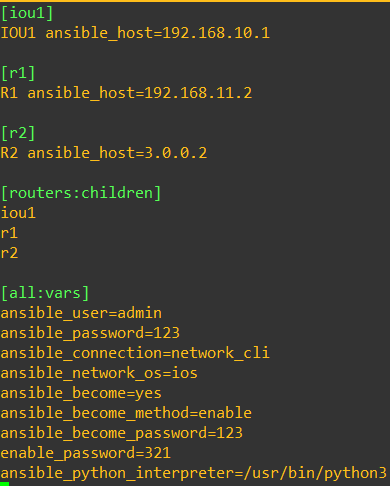 [iou1]
IOU1 ansible_host=192.168.10.1
[r1]
R1 ansible_host=192.168.11.2
[r2]
R2 ansible_host=3.0.0.2
[routers:children]
iou1
r1
r2
[all:vars]
ansible_user=admin
ansible_password=123
ansible_connection=network_cli
ansible_network_os=ios
ansible_become=yes
ansible_become_method=enable
ansible_become_password=123
enable_password=321
ansible_python_interpreter=/usr/bin/python3